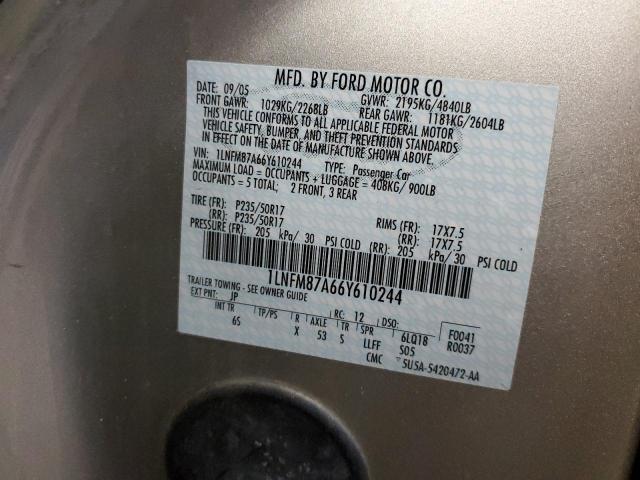 MFD. BY FORD MOTOR CO.
DATE: 09/05 GVWR: 2195KG/4840LB
FRONT GAWR: 1029KG/2268LB REAR GAWR: 1181KG/2604LB
THIS VEHICLE CONFORMS TO ALL APPLICABLE FEDERAL MOTOR
VEHICLE SAFETY, BUMPER, AND THEFT PREVENTION STANDARDS
IN EFFECT ON THE DATE OF MANUFACTURE SHOWN ABOVE.
VIN: 1LNFM87A66Y610244 TYPE: Passenger Car
MAXIMUM LOAD = OCCUPANTS + LUGGAGE = 408KG/ 900LB
OCCUPANTS = 5 TOTAL; 2 FRONT, 3 REAR
TIRE (FR): P235/50R17 RIMS (FR): 17X7.5
(RR): P235/50R17 (RR): 17X7.5
PRESSURE (FR): 205 kPa/ 30 PSI COLD (RR): 205 kPa/ 30 PSI COLD
1LNFM87A66Y610244
TRAILER TOWING - SEE OWNER GUIDE
EXT PNT: JP RC: 12 DSO: F0041
INT TR TP/PS R AXLE TR SPR 6LQ18 R0037
65 X 53 S LLFF S05
CMC 5U5A-5420472-AA